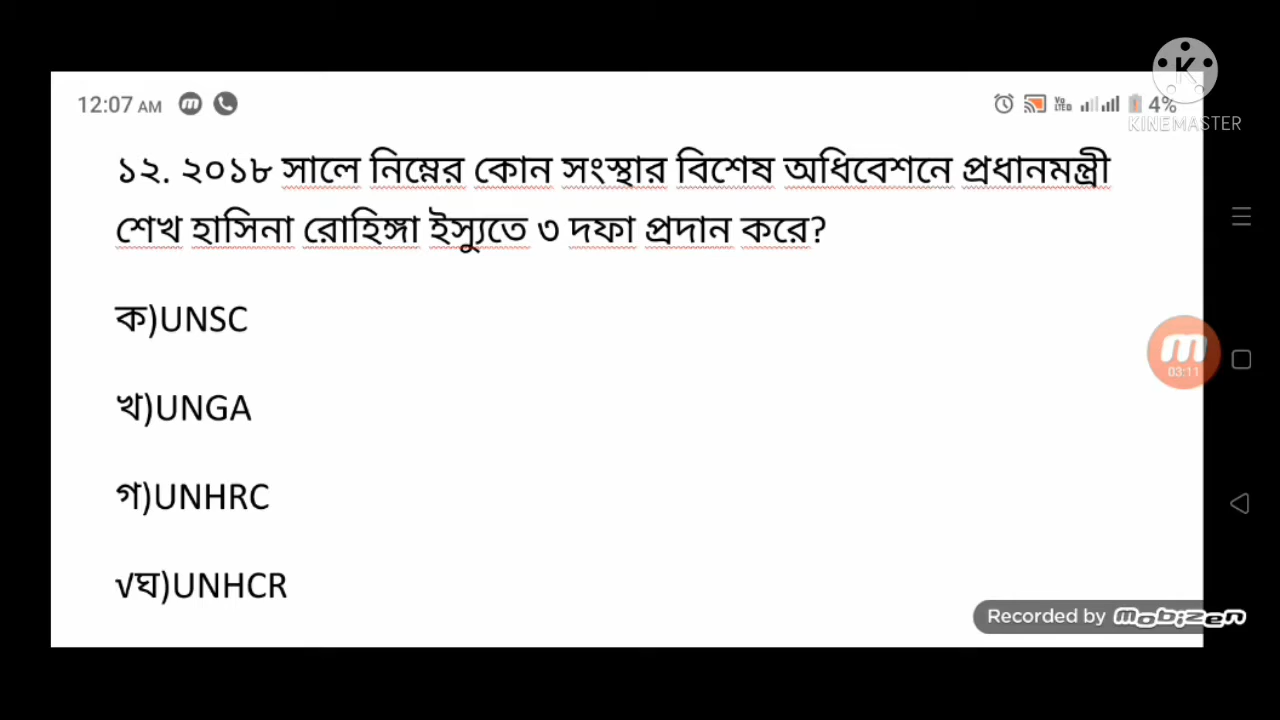 12:07 AM
4%
KINEMASTER
১২. ২০১৮ সালে নিম্নের কোন সংস্থার বিশেষ অধিবেশনে প্রধানমন্ত্রী
শেখ হাসিনা রোহিঙ্গা ইস্যুতে ৩ দফা প্রদান করে?
ক)UNSC
খ)UNGA
03:11
গ)UNHRC
√ঘ)UNHCR
Recorded by Mobizen